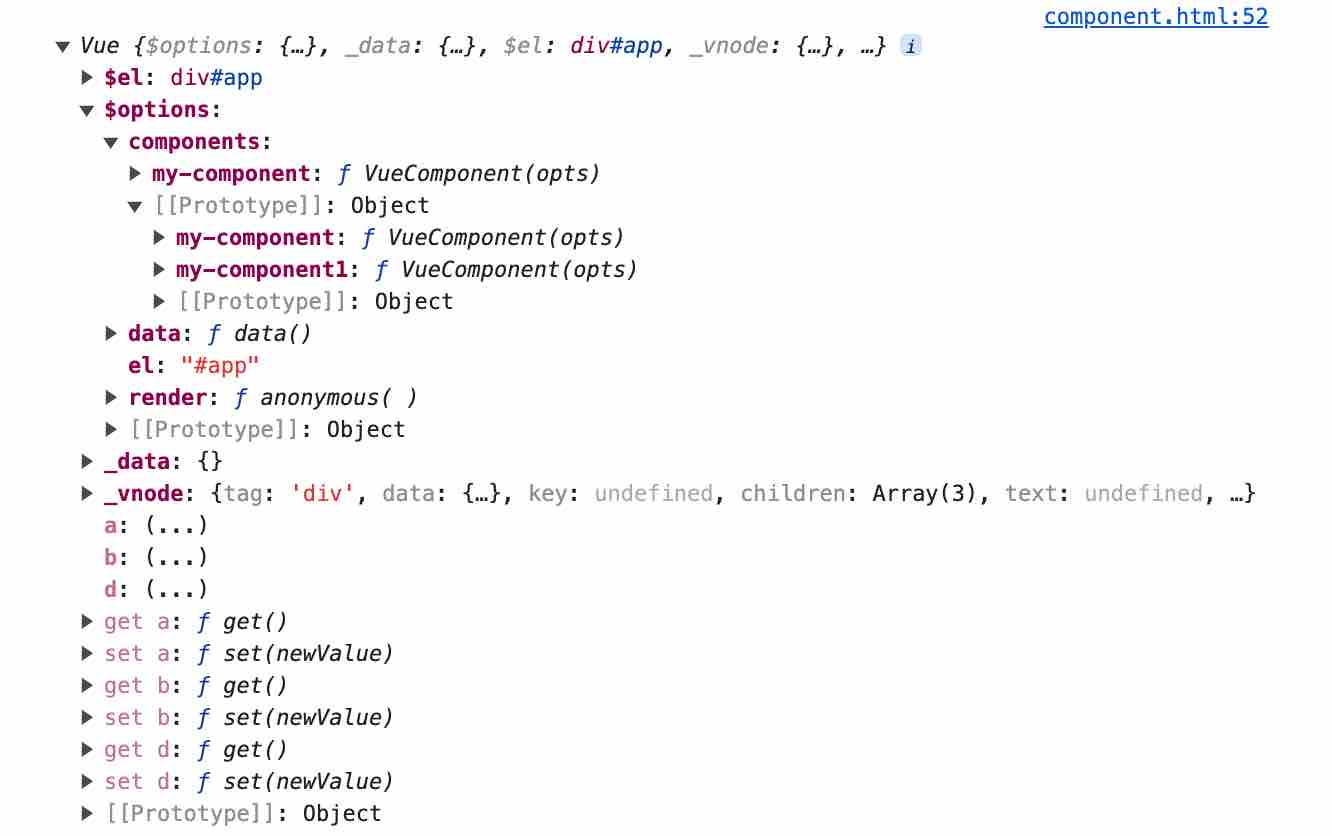 component.html:52
Vue {$options: {…}, _data: {…}, $el: div#app, _vnode: {…}, …} i
$el: div#app
$options:
components:
my-component: ƒ VueComponent(opts)
[[Prototype]]: Object
my-component: ƒ VueComponent(opts)
my-component1: ƒ VueComponent(opts)
[[Prototype]]: Object
data: ƒ data()
el: "#app"
render: ƒ anonymous( )
[[Prototype]]: Object
_data: {}
_vnode: {tag: 'div', data: {…}, key: undefined, children: Array(3), text: undefined, …}
a: (...)
b: (...)
d: (...)
get a: ƒ get()
set a: ƒ set(newValue)
get b: ƒ get()
set b: ƒ set(newValue)
get d: ƒ get()
set d: ƒ set(newValue)
[[Prototype]]: Object